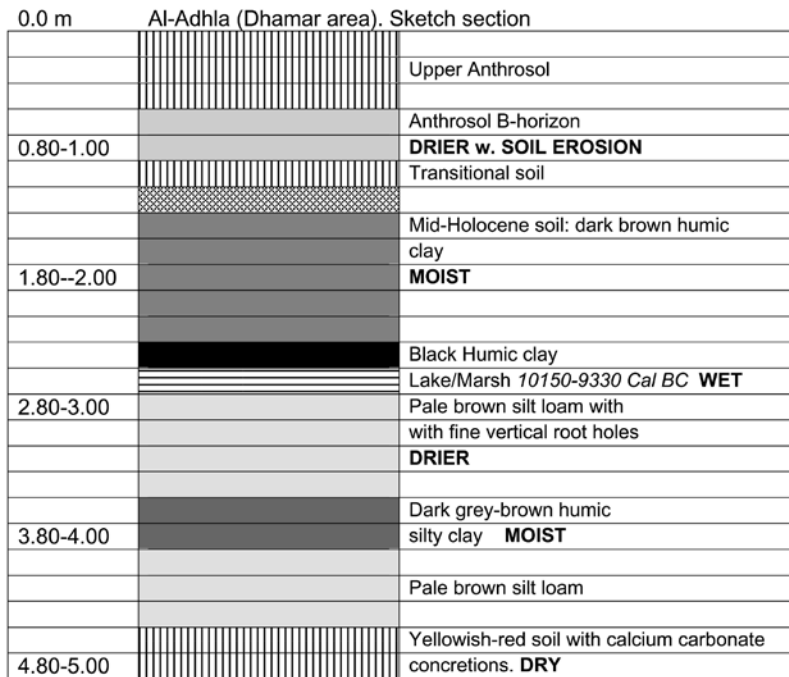 0.0 m Al-Adhla (Dhamar area). Sketch section
Upper Anthrosol
Anthrosol B-horizon
0.80-1.00 DRIER w. SOIL EROSION
Transitional soil
Mid-Holocene soil: dark brown humic
clay
1.80--2.00 MOIST
Black Humic clay
Lake/Marsh 10150-9330 Cal BC WET
2.80-3.00 Pale brown silt loam with
with fine vertical root holes
DRIER
Dark grey-brown humic
3.80-4.00 silty clay MOIST
Pale brown silt loam
Yellowish-red soil with calcium carbonate
4.80-5.00 concretions. DRY